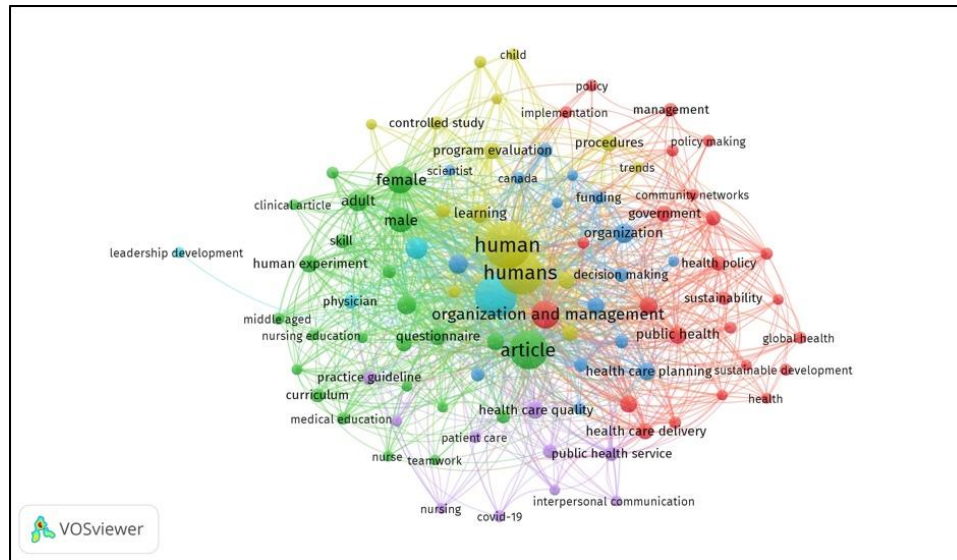 child
policy
implementation
management
controlled study
policy making
program evaluation
procedures
scientist
canada
trends
female
community networks
clinical article
adult
funding
learning
government
male
organization
skill
human
leadership development
human experiment
humans
decision making
health policy
physician
sustainability
middle aged
organization and management
nursing education
questionnaire
public health
global health
article
practice guideline
health care planning
sustainable development
curriculum
health
medical education
health care quality
health care delivery
patient care
nurse
teamwork
public health service
nursing
covid-19
interpersonal communication
VOSviewer